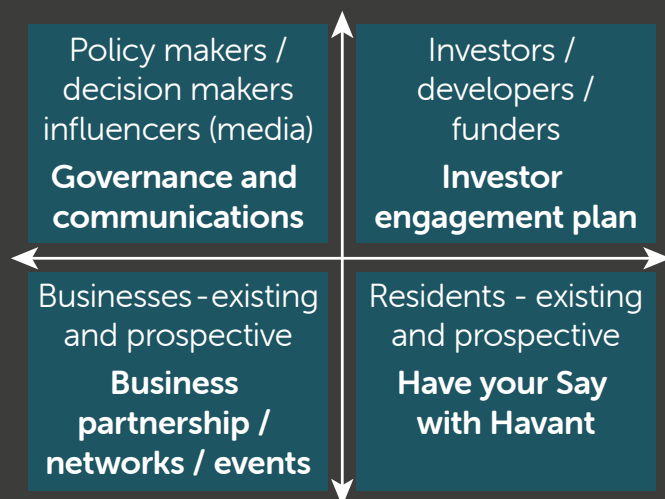 Policy makers /
decision makers
influencers (media)
Governance and
communications
Investors /
developers /
funders
Investor
engagement plan
Businesses - existing
and prospective
Business
partnership /
networks / events
Residents - existing
and prospective
Have your Say
with Havant